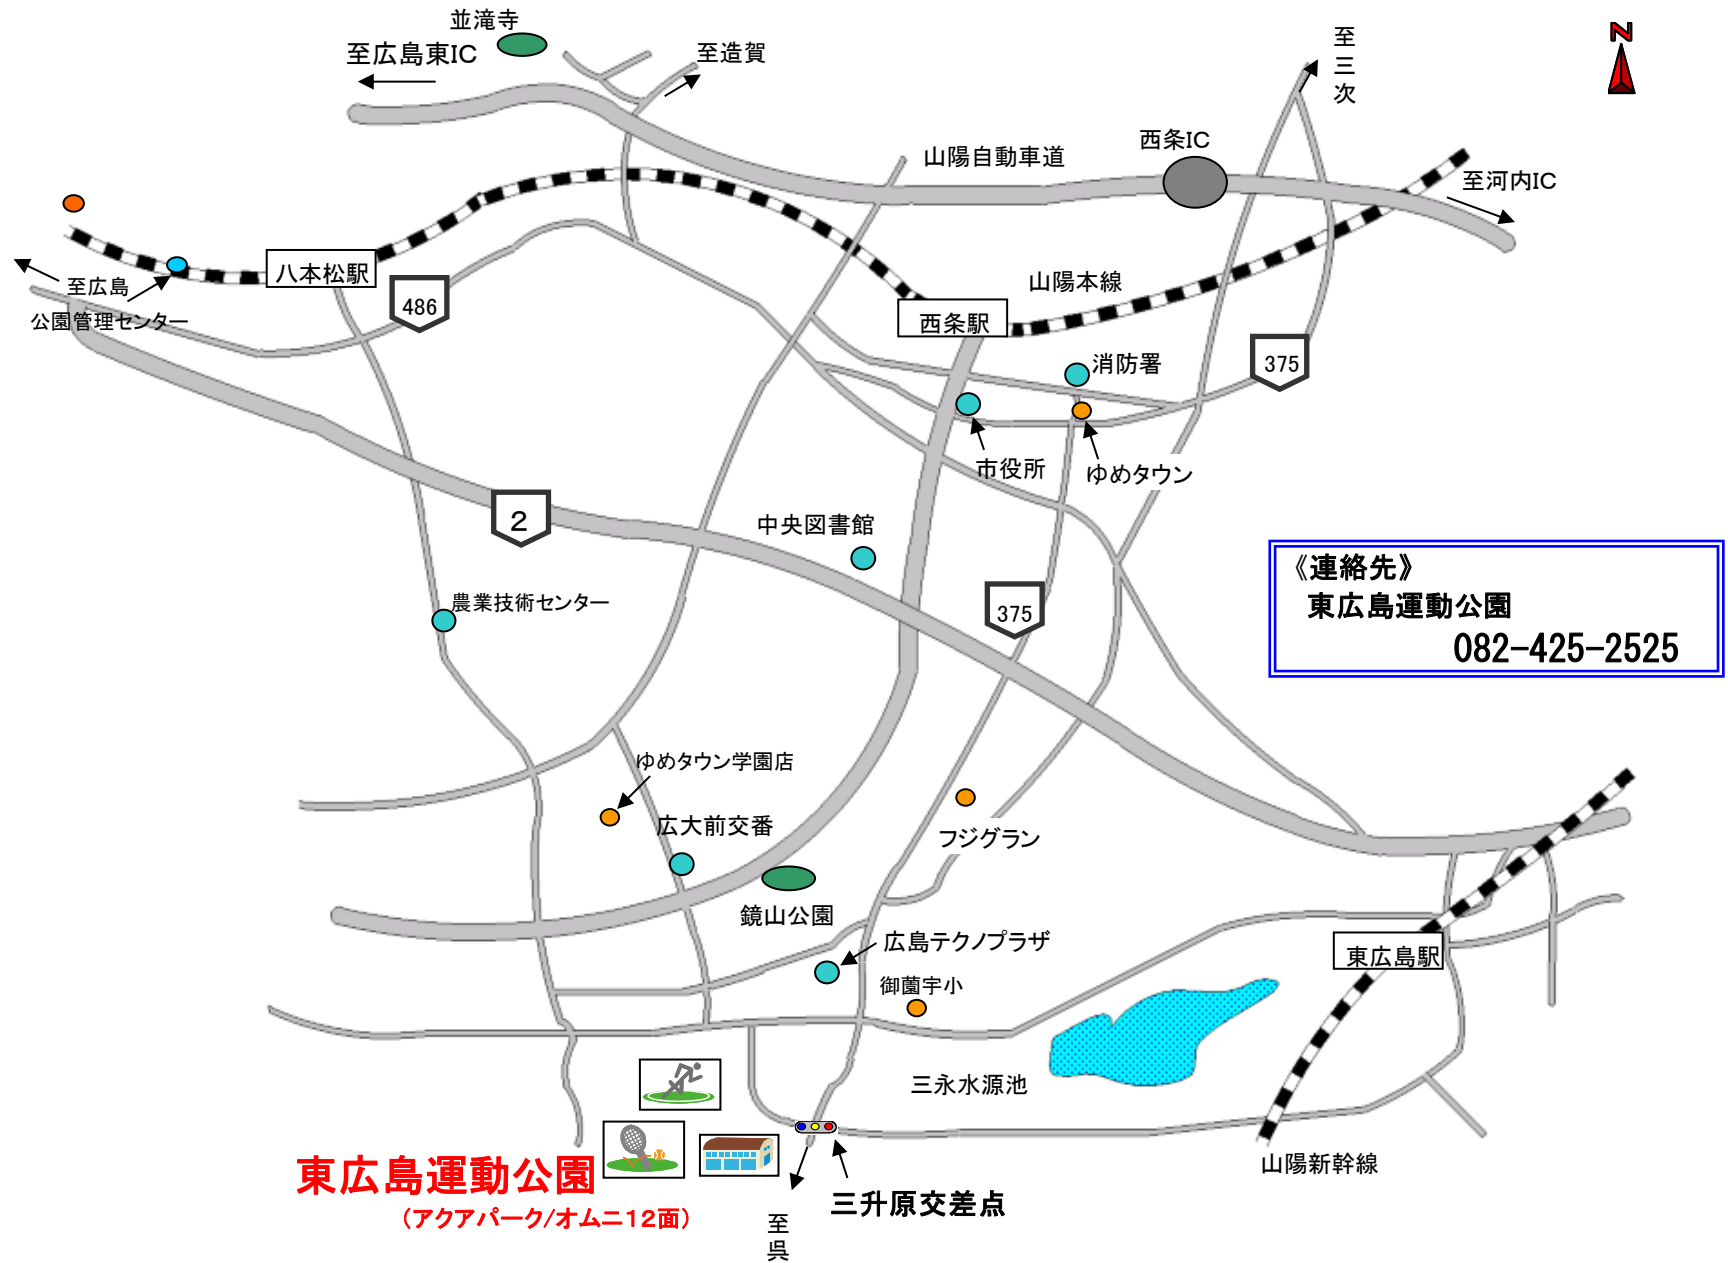 並滝寺
至広島東IC
至造賀
至三次
N
西条IC
山陽自動車道
至河内IC
八本松駅
至広島
公園管理センター
486
山陽本線
西条駅
消防署
375
市役所
ゆめタウン
2
中央図書館
農業技術センター
375
《連絡先》
東広島運動公園
082-425-2525
ゆめタウン学園店
広大前交番
フジグラン
鏡山公園
広島テクノプラザ
東広島駅
御薗宇小
三永水源池
東広島運動公園
（アクアパーク/オムニ12面）
山陽新幹線
三升原交差点
至呉